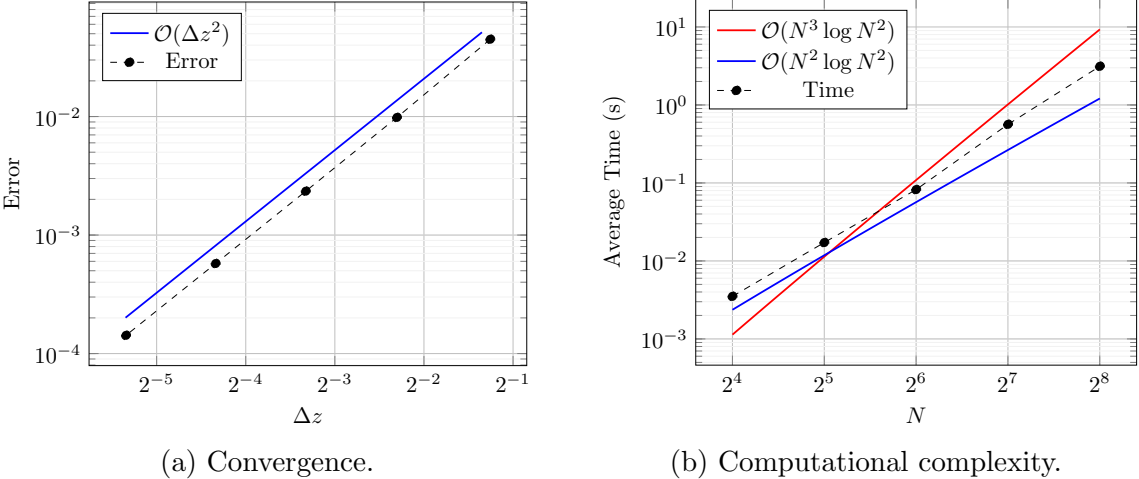 𝒪(Δz²)
Error
10⁻²
10⁻³
10⁻⁴
Error
2⁻⁵ 2⁻⁴ 2⁻³ 2⁻² 2⁻¹
Δz
(a) Convergence.
𝒪(N³ log N²)
𝒪(N² log N²)
Time
10¹
10⁰
10⁻¹
10⁻²
10⁻³
Average Time (s)
2⁴ 2⁵ 2⁶ 2⁷ 2⁸
N
(b) Computational complexity.